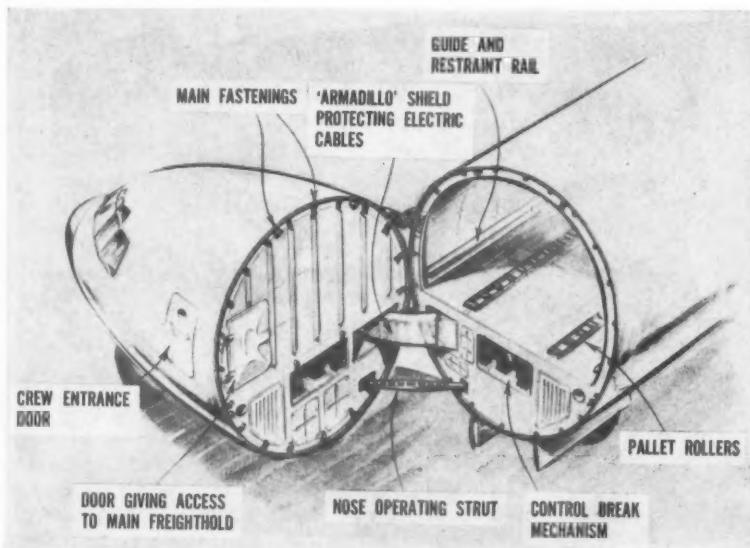 GUIDE AND
RESTRAINT RAIL
MAIN FASTENINGS
'ARMADILLO' SHIELD
PROTECTING ELECTRIC
CABLES
CREW ENTRANCE
DOOR
PALLET ROLLERS
DOOR GIVING ACCESS
TO MAIN FREIGHTHOLD
NOSE OPERATING STRUT
CONTROL BREAK
MECHANISM